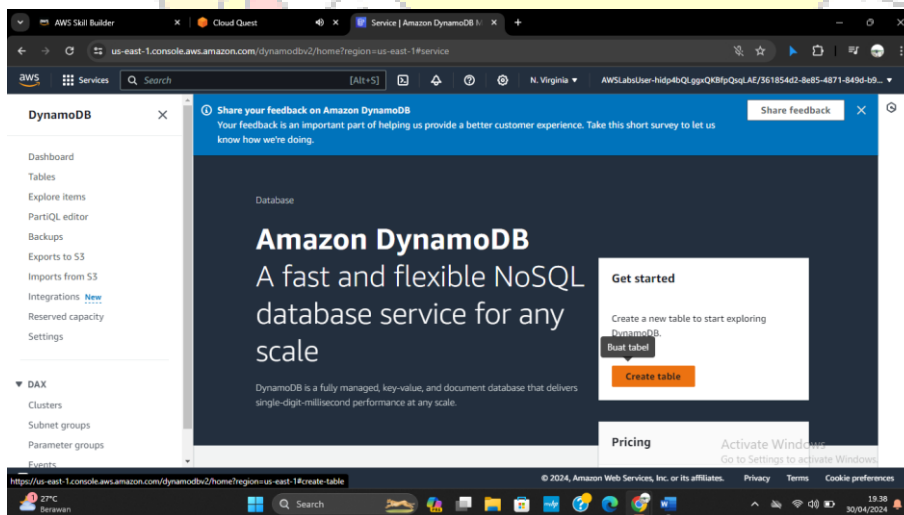 AWS Skill Builder
Cloud Quest
Service | Amazon DynamoDB M
us-east-1.console.aws.amazon.com/dynamodbv2/home?region=us-east-1#service
aws
Services
Search
[Alt+S]
N. Virginia
DynamoDB
Dashboard
Tables
Explore items
PartiQL editor
Backups
Exports to S3
Imports from S3
Integrations New
Reserved capacity
Settings
DAX
Clusters
Subnet groups
Parameter groups
Events
Share your feedback on Amazon DynamoDB
Your feedback is an important part of helping us provide a better customer experience. Take this short survey to let us
know how we're doing.
Share feedback
Database
Amazon DynamoDB
A fast and flexible NoSQL
database service for any
scale
DynamoDB is a fully managed, key-value, and document database that delivers
single-digit-millisecond performance at any scale.
Get started
Create a new table to start exploring
DynamoDB.
Buat tabel
Create table
Pricing
Activate Windows
Go to Settings to activate Windows.
https://us-east-1.console.aws.amazon.com/dynamodbv2/home?region=us-east-1#create-table
© 2024, Amazon Web Services, Inc. or its affiliates.
Privacy
Terms
Cookie preferences
27°C
Berawan
Search
19.38
30/04/2024